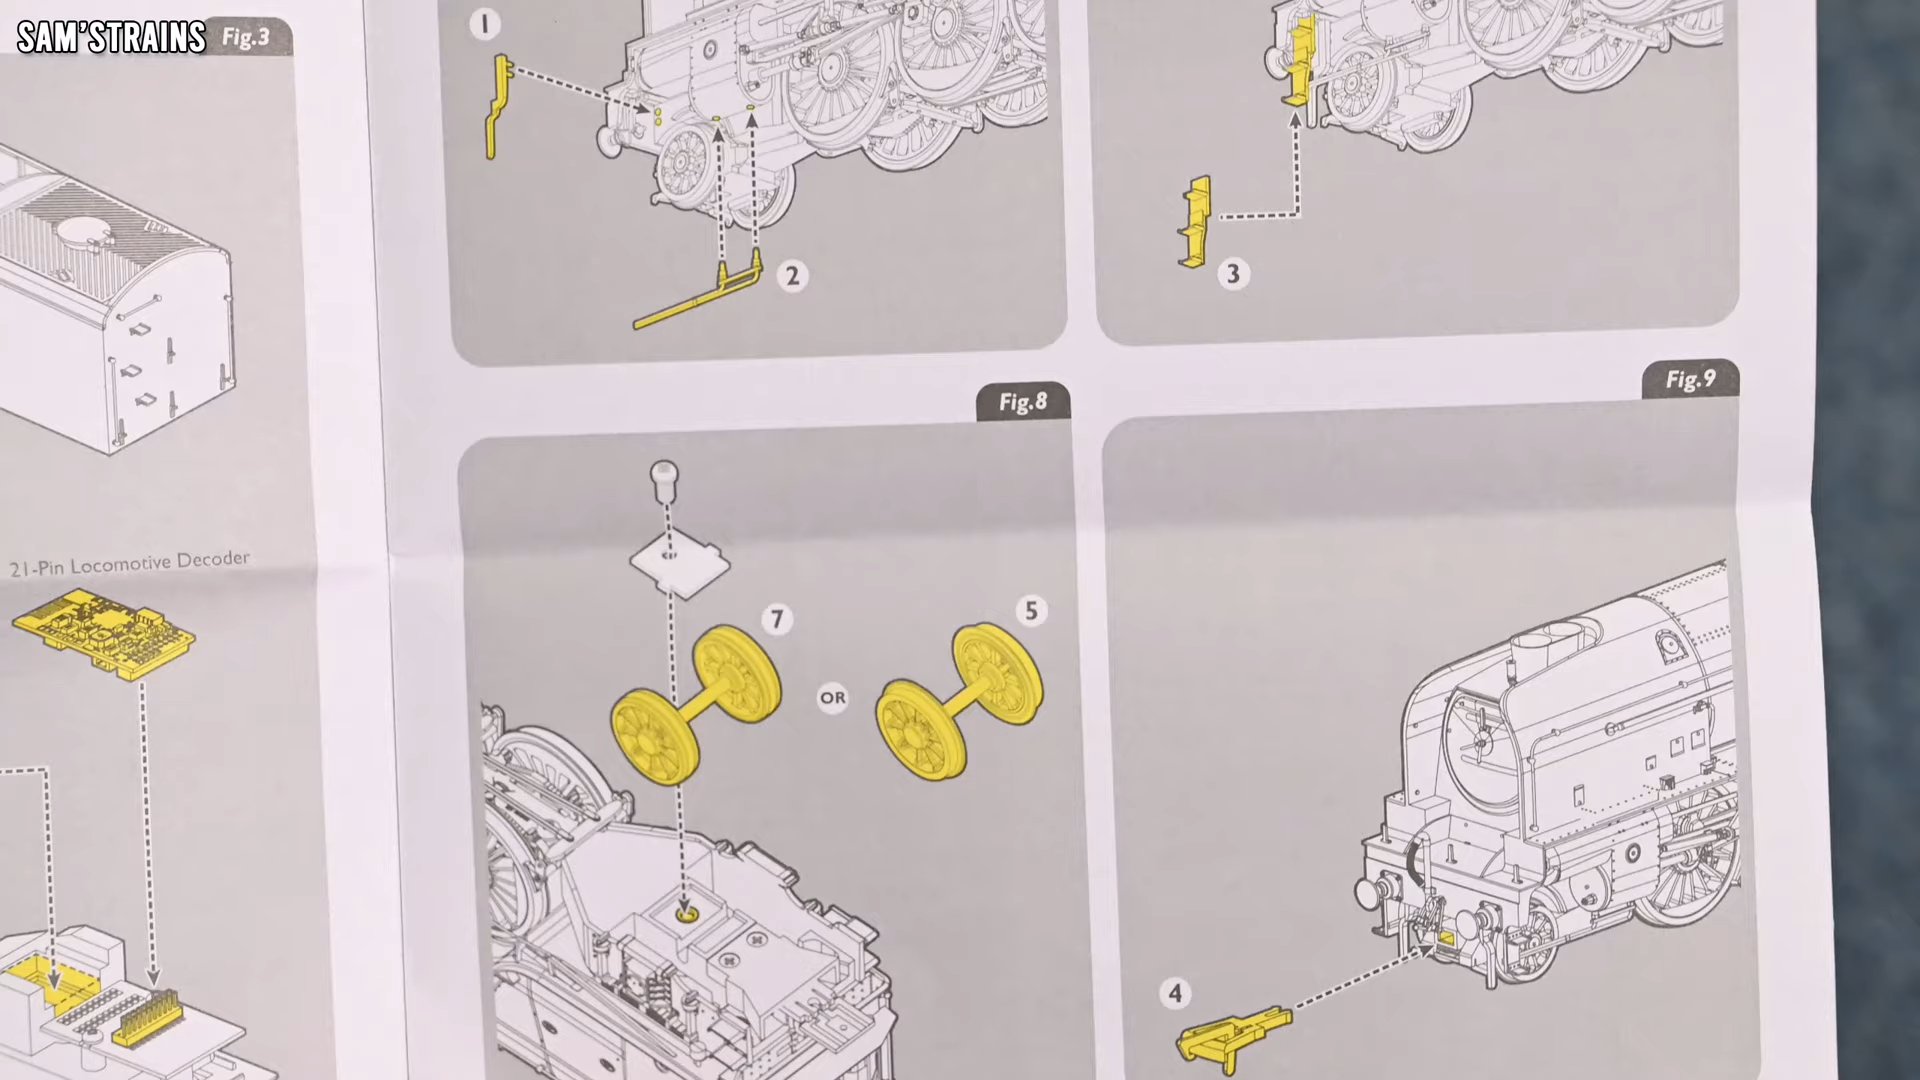 SAM'STRAINS
Fig.3
1
2
3
Fig.8
Fig.9
21-Pin Locomotive Decoder
7
OR
5
4